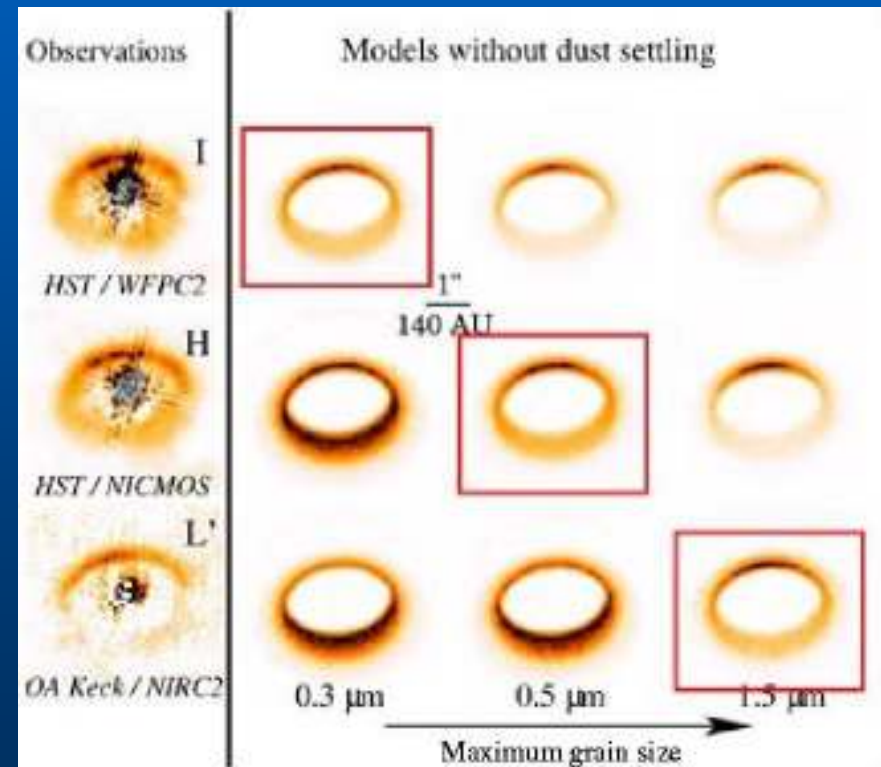 Observations
Models without dust settling
I
HST / WFPC2
1"
140 AU
H
HST / NICMOS
L'
OA Keck / NIRC2
0.3 µm 0.5 µm 1.5 µm
Maximum grain size